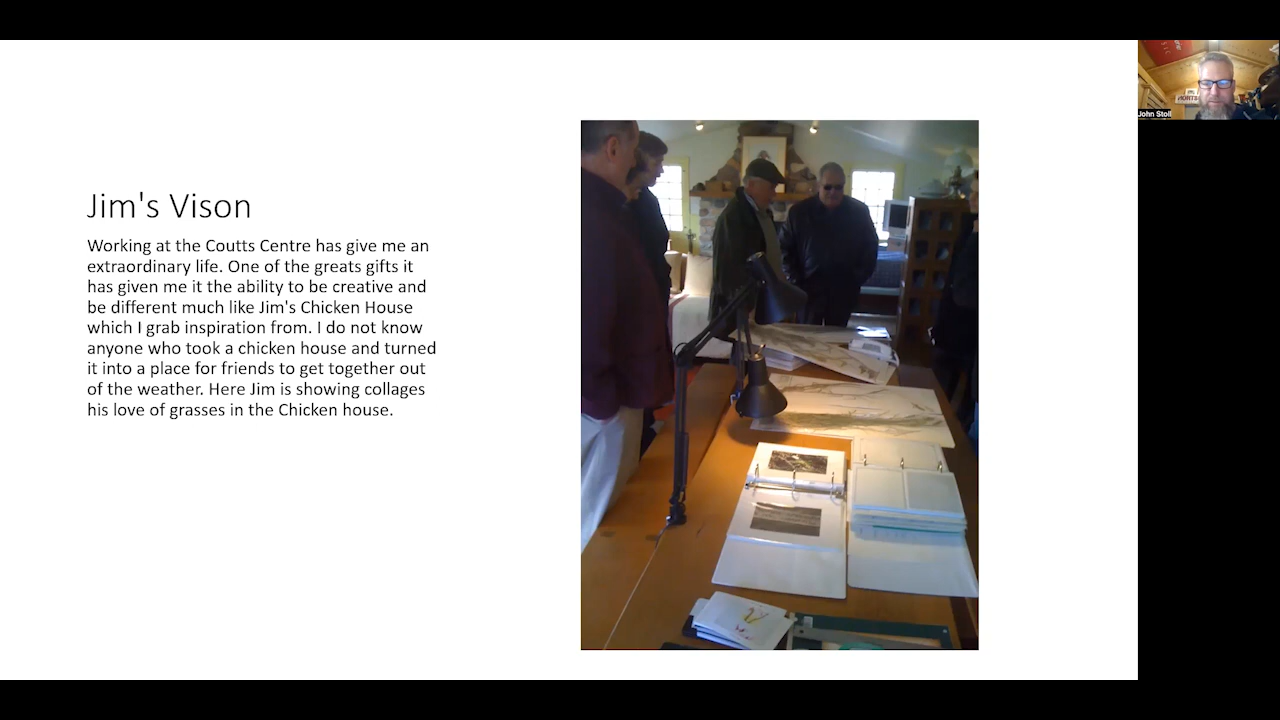 Jim's Vison
Working at the Coutts Centre has give me an
extraordinary life. One of the greats gifts it
has given me it the ability to be creative and
be different much like Jim's Chicken House
which I grab inspiration from. I do not know
anyone who took a chicken house and turned
it into a place for friends to get together out
of the weather. Here Jim is showing collages
his love of grasses in the Chicken house.
John Stoll